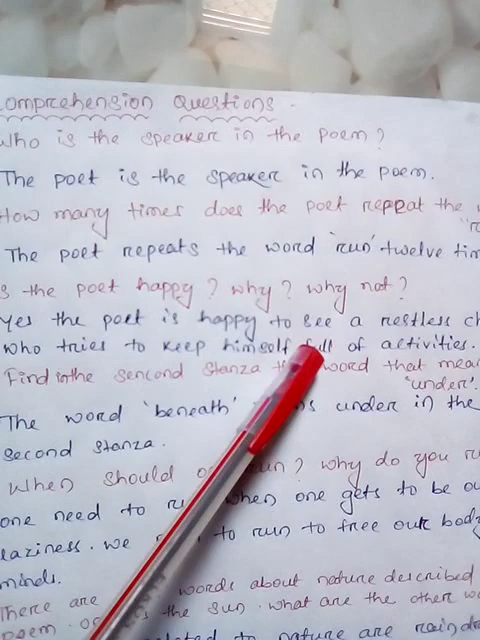 omprehension Questions.
Who is the speaker in the poem?
The poet is the speaker in the poem.
How many times does the poet reppat the
The poet repeats the word 'run' twelve tim
s the poet happy? why? why not?
Yes the poet is happy to see a restless ch
who tries to keep himself full of activities.
Find in the sencond stanza word that mea
'under'.
The word 'beneath' under in the
second stanza.
When should run? why do you ru
one need to when one gets to be
laziness. we to run to free our bod
minds.
There are words about nature described
poem. the sun. what are the other w
to nature are raindr